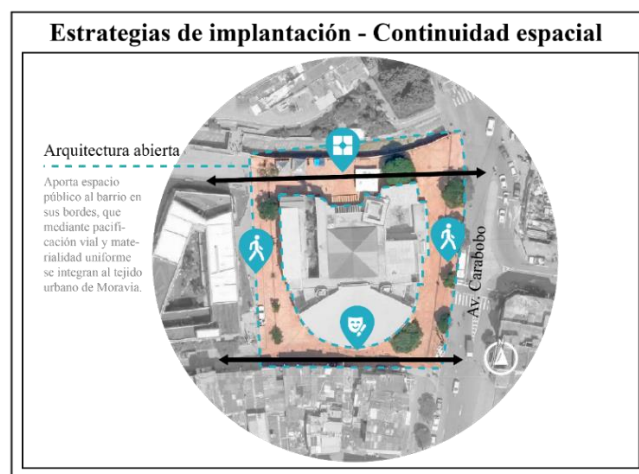 Estrategias de implantación - Continuidad espacial
Arquitectura abierta
Aporta espacio
público al barrio en
sus bordes, que
mediante pacifi-
cación vial y mate-
rialidad uniforme
se integran al tejido
urbano de Moravia.
Av. Carabobo